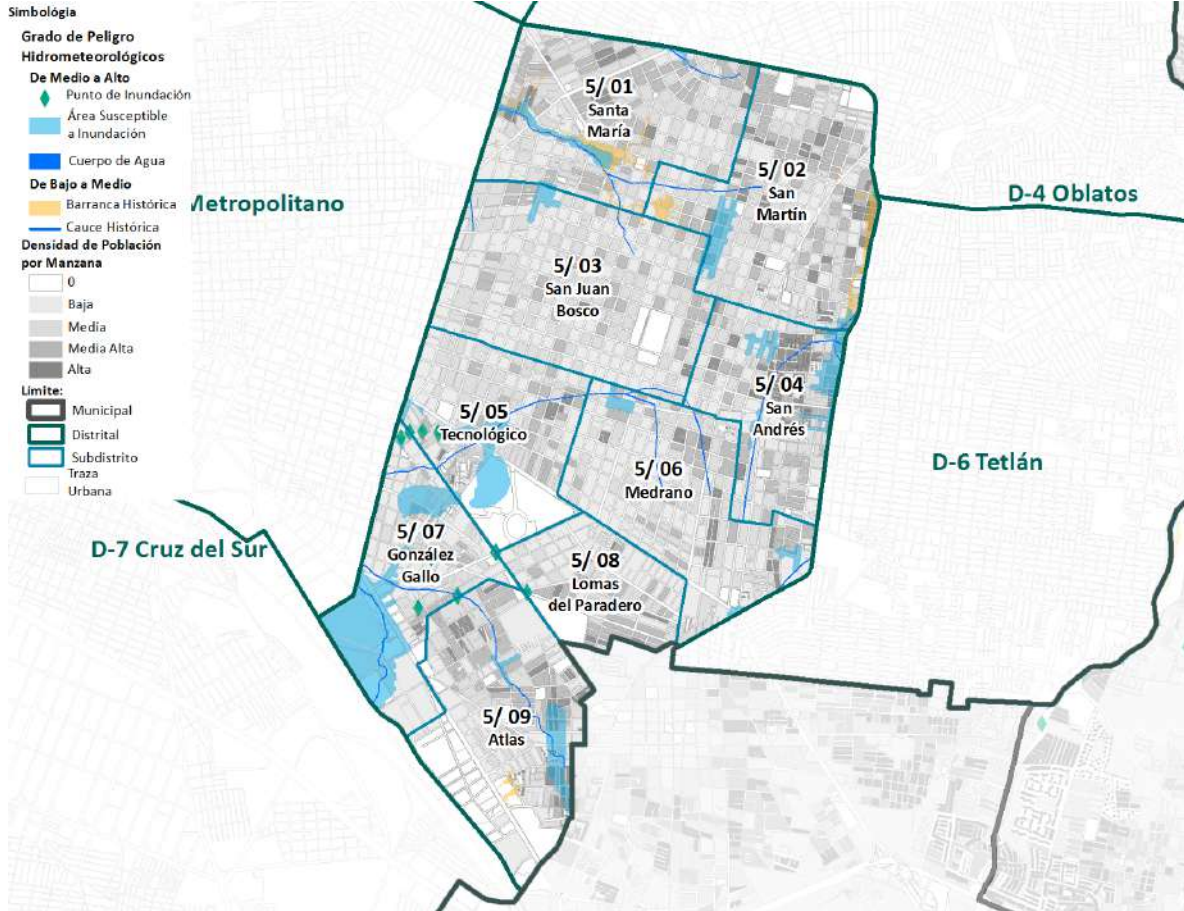 Simbología
Grado de Peligro
Hidrometeorológicos
De Medio a Alto
Punto de Inundación
Área Susceptible
a Inundación
Cuerpo de Agua
De Bajo a Medio
Barranca Histórica
Cauce Histórica
Densidad de Población
por Manzana
0
Baja
Media
Media Alta
Alta
Límite:
Municipal
Distrital
Subdistrito
Traza
Urbana
Metropolitano
D-4 Oblatos
D-6 Tetlán
D-7 Cruz del Sur
5/ 01
Santa
María
5/ 02
San
Martín
5/ 03
San Juan
Bosco
5/ 04
San
Andrés
5/ 05
Tecnológico
5/ 06
Medrano
5/ 07
González
Gallo
5/ 08
Lomas
del Paradero
5/ 09
Atlas